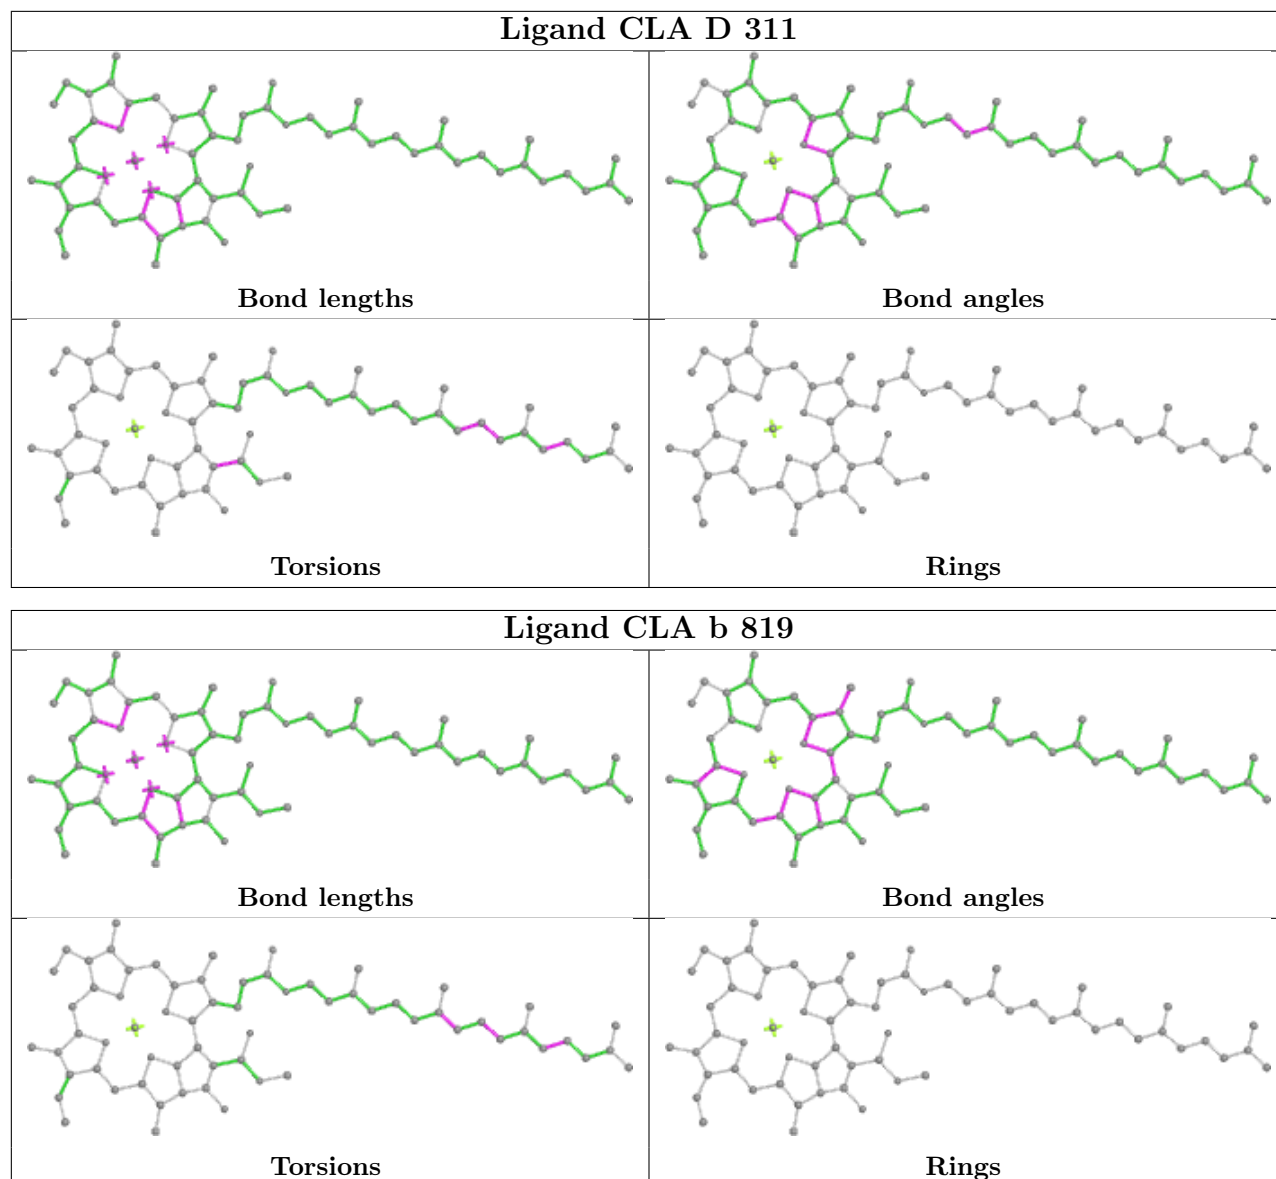 Ligand CLA D 311
Bond lengths
Bond angles
Torsions
Rings
Ligand CLA b 819
Bond lengths
Bond angles
Torsions
Rings